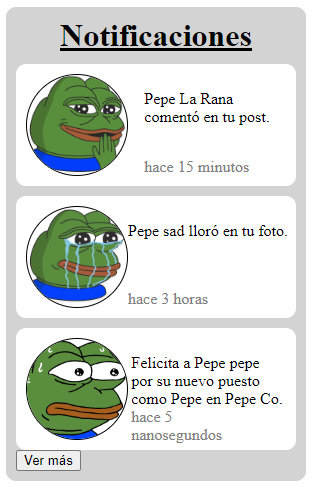 Notificaciones
Pepe La Rana
comentó en tu post.
hace 15 minutos
Pepe sad lloró en tu foto.
hace 3 horas
Felicita a Pepe pepe
por su nuevo puesto
como Pepe en Pepe Co.
hace 5
nanosegundos
Ver más